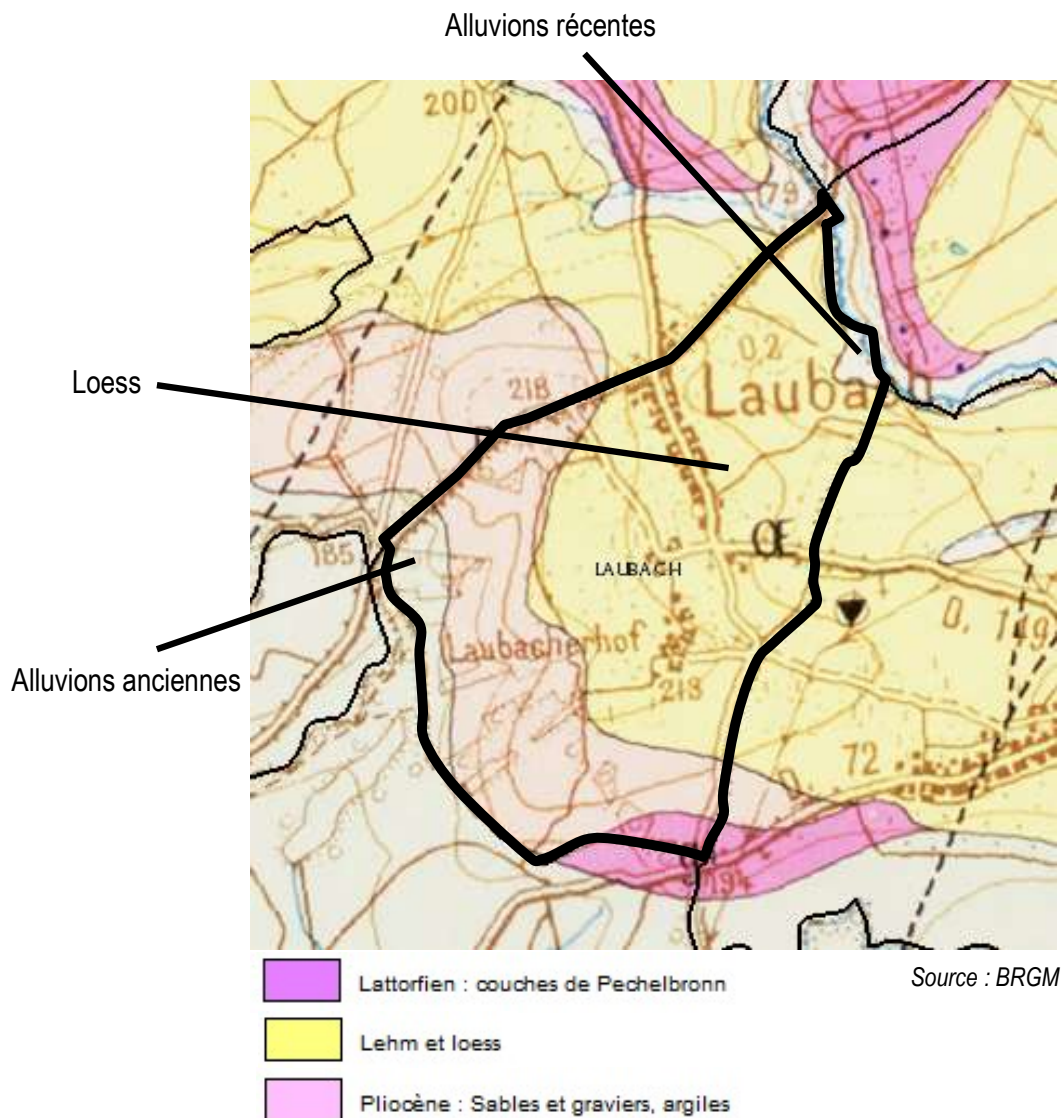 Alluvions récentes
200
79
Loess
218
0,2
Laubach
185
LAUBACH
Œ
Laubacherhof
D. 149
Alluvions anciennes
218
72
D.
194
Source : BRGM
Lattorfien : couches de Pechelbronn
Lehm et loess
Pliocène : Sables et graviers, argiles